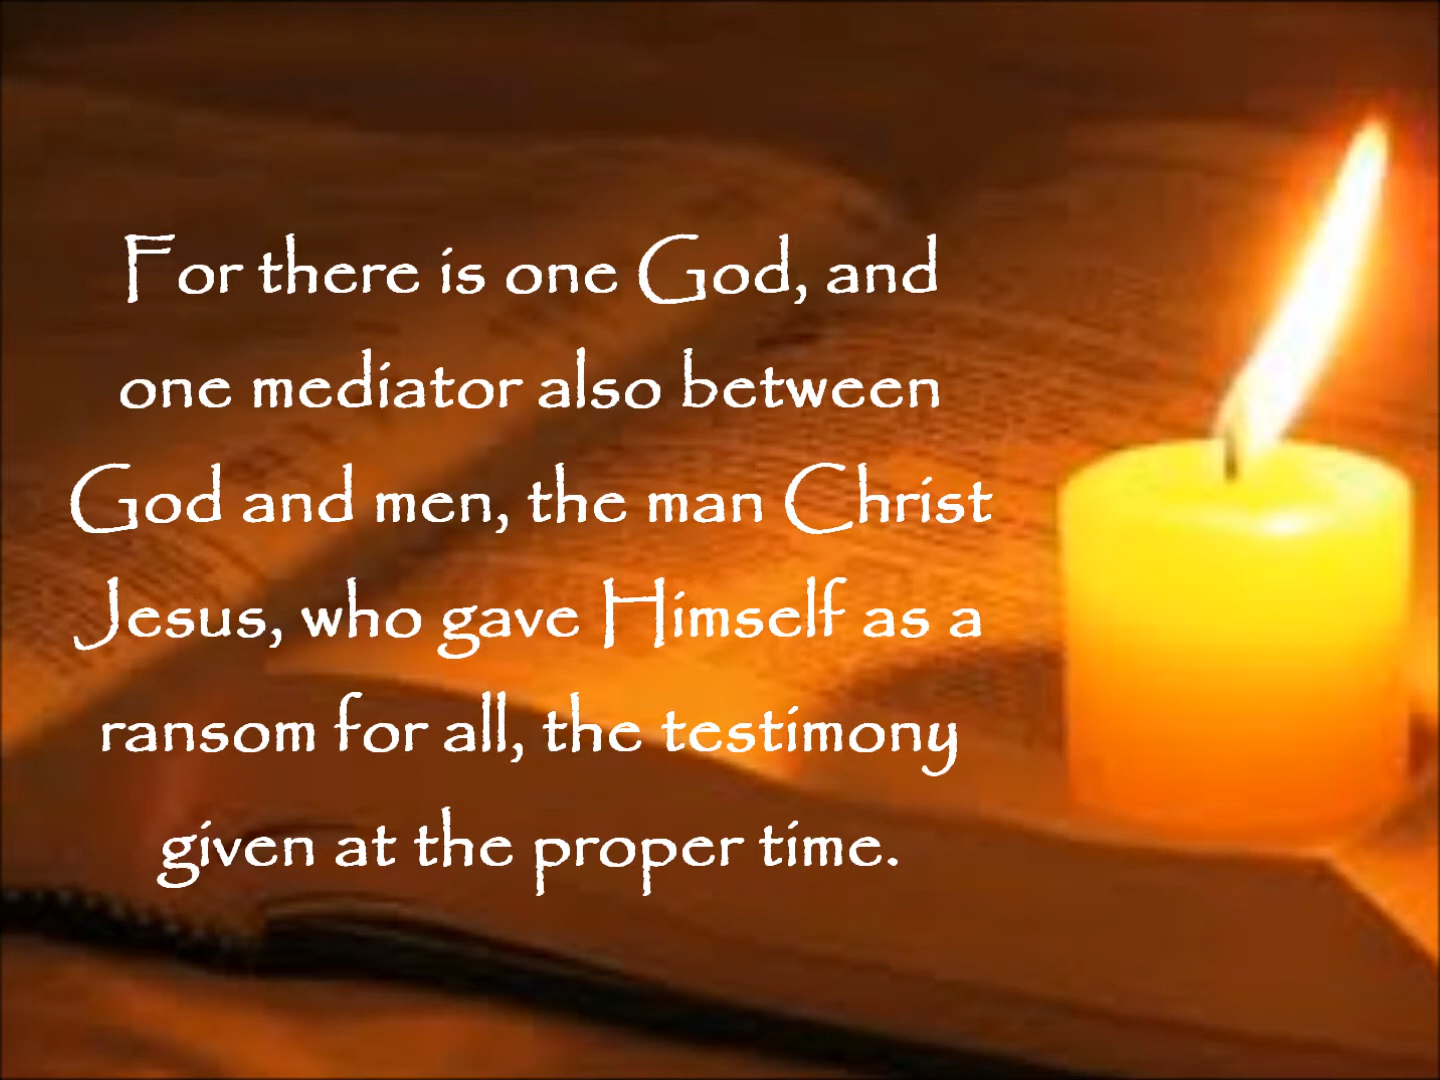 For there is one God, and
one mediator also between
God and men, the man Christ
Jesus, who gave Himself as a
ransom for all, the testimony
given at the proper time.